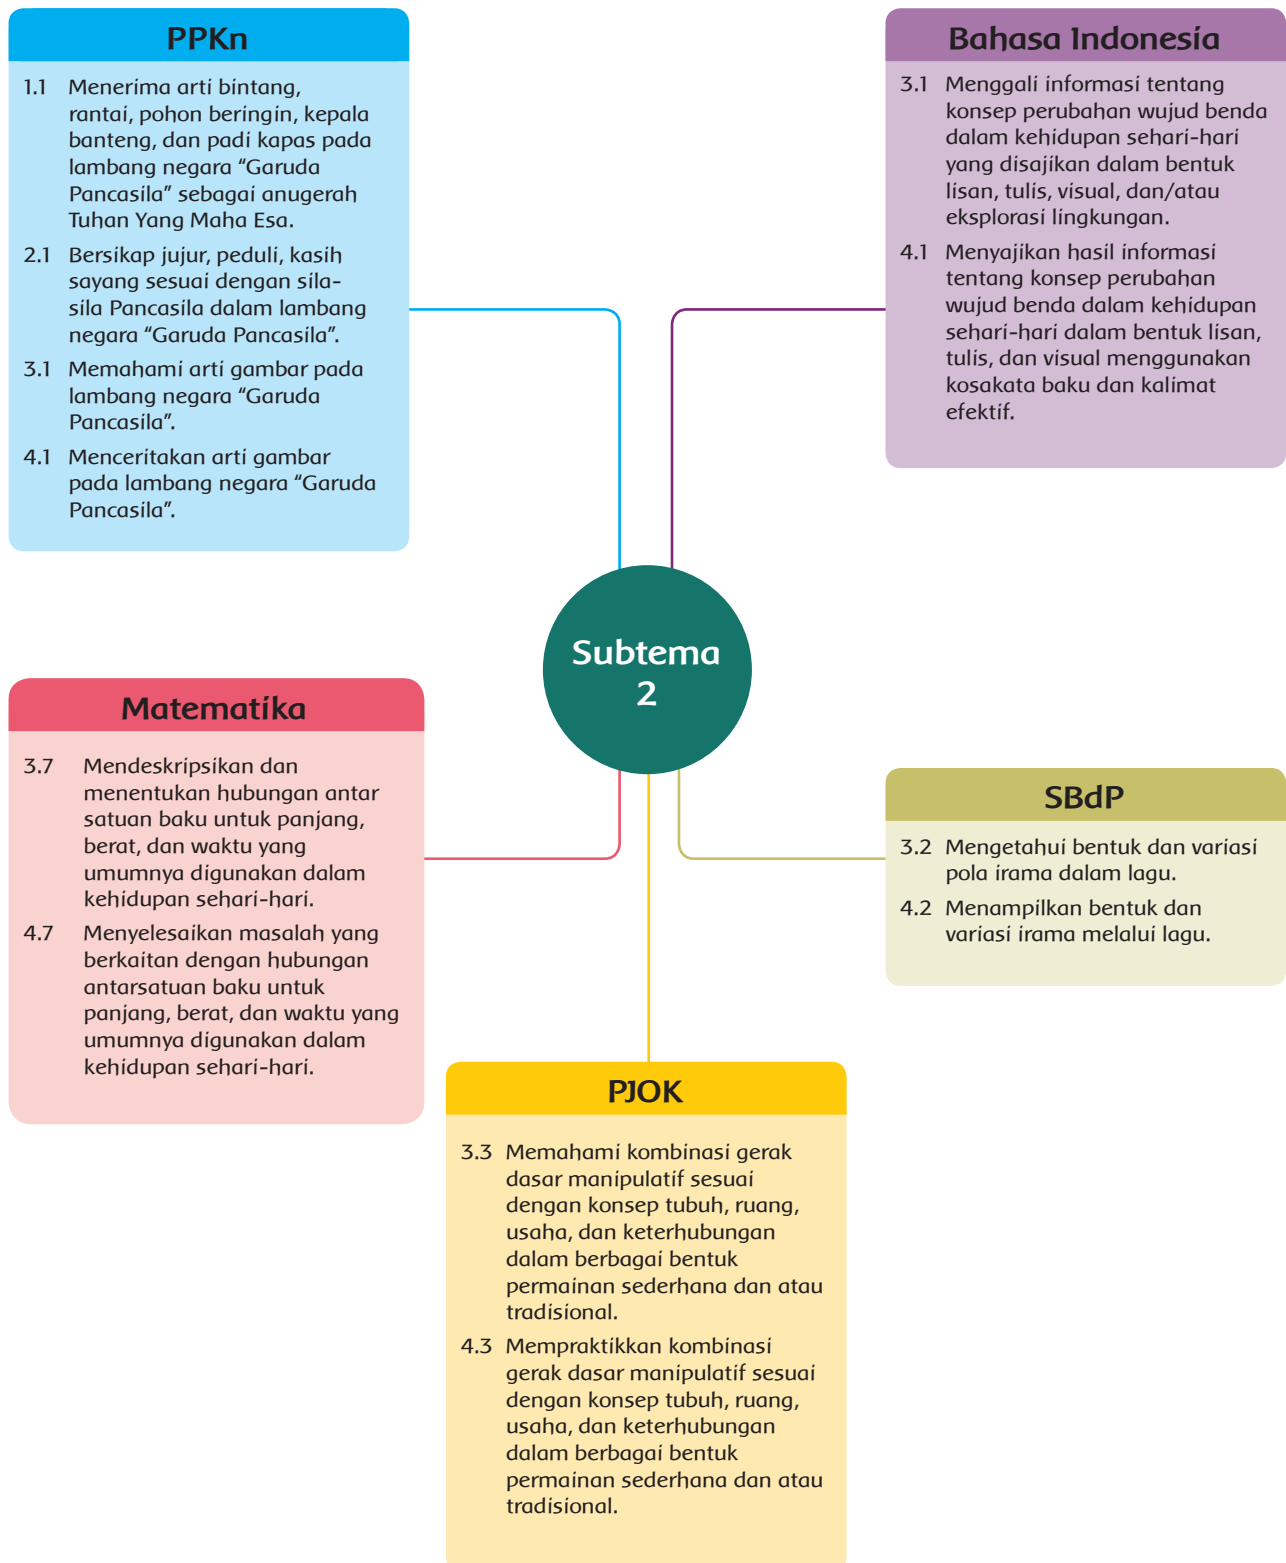 PPKn
1.1 Menerima arti bintang,
rantai, pohon beringin, kepala
banteng, dan padi kapas pada
lambang negara “Garuda
Pancasila” sebagai anugerah
Tuhan Yang Maha Esa.
2.1 Bersikap jujur, peduli, kasih
sayang sesuai dengan sila-
sila Pancasila dalam lambang
negara “Garuda Pancasila”.
3.1 Memahami arti gambar pada
lambang negara “Garuda
Pancasila”.
4.1 Menceritakan arti gambar
pada lambang negara “Garuda
Pancasila”.
Bahasa Indonesia
3.1 Menggali informasi tentang
konsep perubahan wujud benda
dalam kehidupan sehari-hari
yang disajikan dalam bentuk
lisan, tulis, visual, dan/atau
eksplorasi lingkungan.
4.1 Menyajikan hasil informasi
tentang konsep perubahan
wujud benda dalam kehidupan
sehari-hari dalam bentuk lisan,
tulis, dan visual menggunakan
kosakata baku dan kalimat
efektif.
Subtema
2
Matematika
3.7 Mendeskripsikan dan
menentukan hubungan antar
satuan baku untuk panjang,
berat, dan waktu yang
umumnya digunakan dalam
kehidupan sehari-hari.
4.7 Menyelesaikan masalah yang
berkaitan dengan hubungan
antarsatuan baku untuk
panjang, berat, dan waktu yang
umumnya digunakan dalam
kehidupan sehari-hari.
SBdP
3.2 Mengetahui bentuk dan variasi
pola irama dalam lagu.
4.2 Menampilkan bentuk dan
variasi irama melalui lagu.
PJOK
3.3 Memahami kombinasi gerak
dasar manipulatif sesuai
dengan konsep tubuh, ruang,
usaha, dan keterhubungan
dalam berbagai bentuk
permainan sederhana dan atau
tradisional.
4.3 Mempraktikkan kombinasi
gerak dasar manipulatif sesuai
dengan konsep tubuh, ruang,
usaha, dan keterhubungan
dalam berbagai bentuk
permainan sederhana dan atau
tradisional.